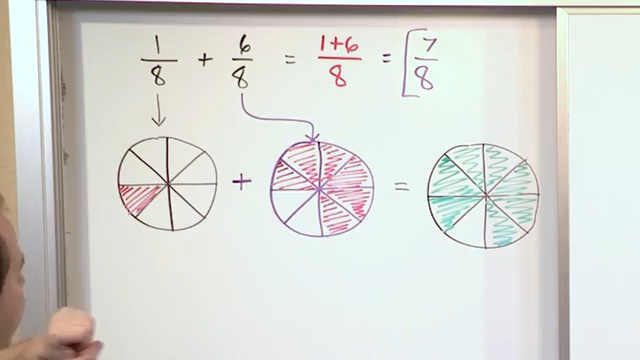 1/8 + 6/8 = 1+6/8 = [7/8
+ =